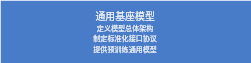 通用基座模型
定义模型总体架构
制定标准化接口协议
提供预训练通用模型